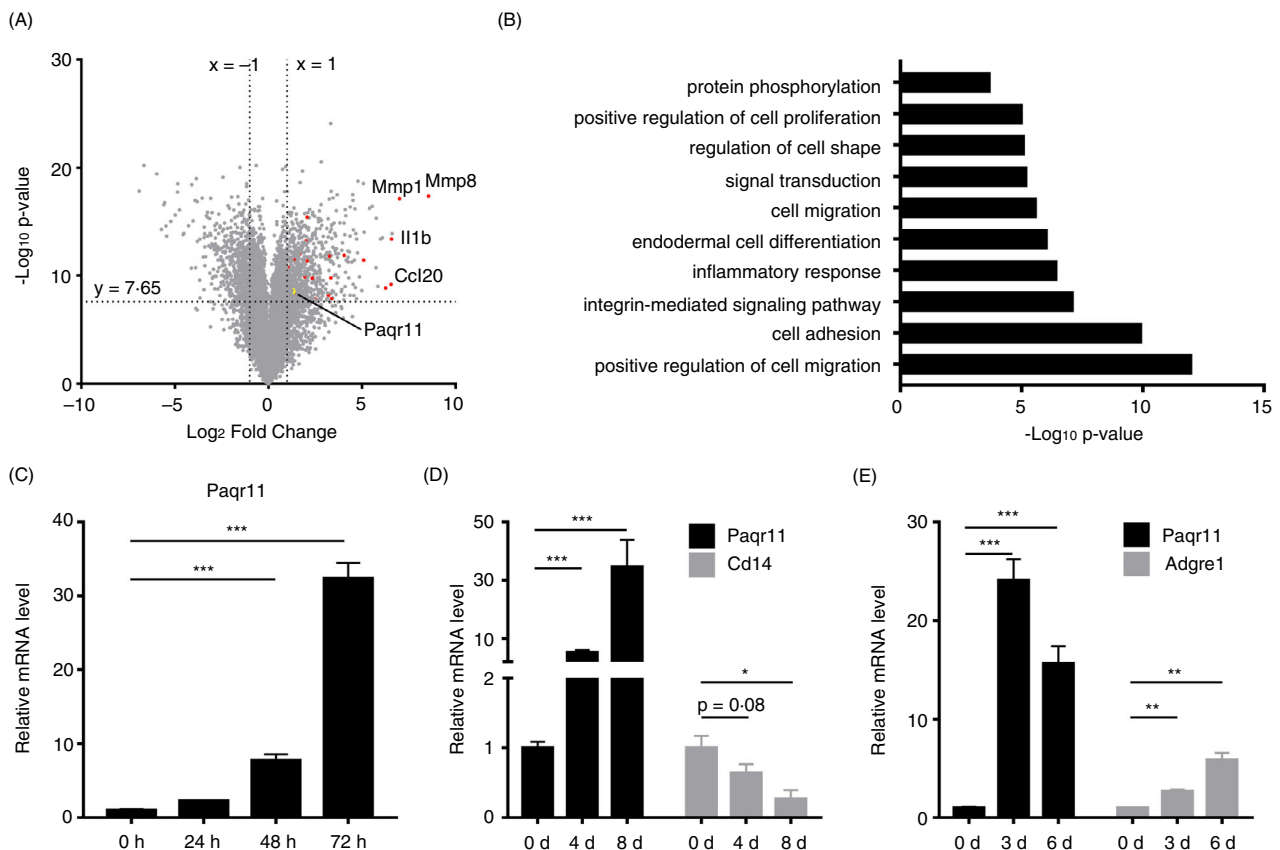 (A)
30
20
10
0
-Log10 p-value
x = −1
x = 1
y = 7·65
Mmp1
Mmp8
Il1b
Ccl20
Paqr11
−10
−5
0
5
10
Log2 Fold Change
(B)
protein phosphorylation
positive regulation of cell proliferation
regulation of cell shape
signal transduction
cell migration
endodermal cell differentiation
inflammatory response
integrin-mediated signaling pathway
cell adhesion
positive regulation of cell migration
0
5
10
15
-Log10 p-value
(C)
Paqr11
Relative mRNA level
40
30
20
10
0
***
***
0 h
24 h
48 h
72 h
(D)
Relative mRNA level
50
30
10
2
1
0
***
***
Paqr11
Cd14
*
p = 0·08
0 d
4 d
8 d
0 d
4 d
8 d
(E)
Relative mRNA level
30
20
10
0
***
***
Paqr11
Adgre1
**
**
0 d
3 d
6 d
0 d
3 d
6 d